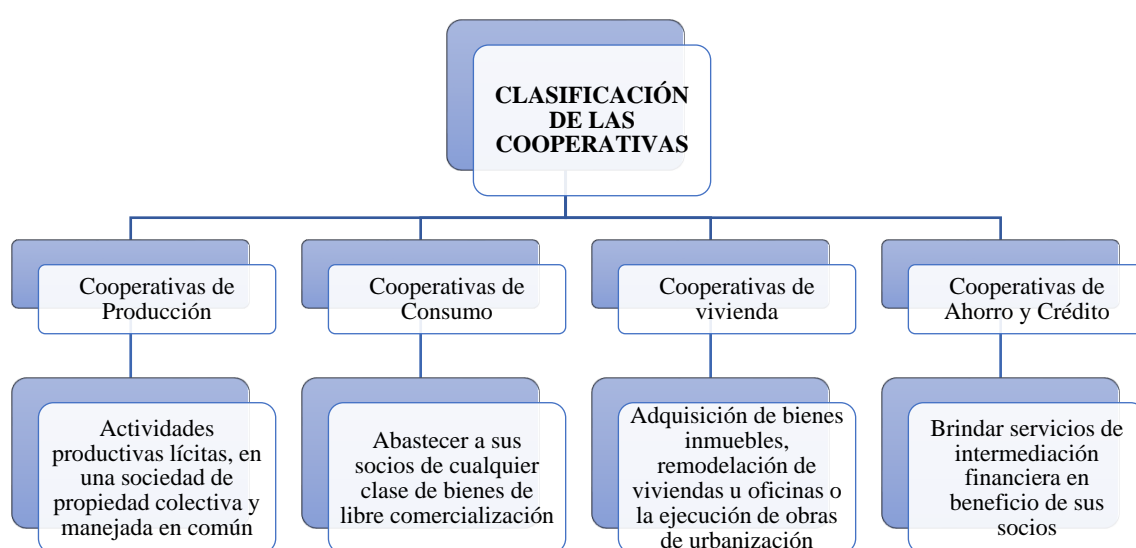 CLASIFICACIÓN
DE LAS
COOPERATIVAS
Cooperativas de
Producción
Cooperativas de
Consumo
Cooperativas de
vivienda
Cooperativas de
Ahorro y Crédito
Actividades
productivas lícitas, en
una sociedad de
propiedad colectiva y
manejada en común
Abastecer a sus
socios de cualquier
clase de bienes de
libre comercialización
Adquisición de bienes
inmuebles,
remodelación de
viviendas u oficinas o
la ejecución de obras
de urbanización
Brindar servicios de
intermediación
financiera en
beneficio de sus
socios